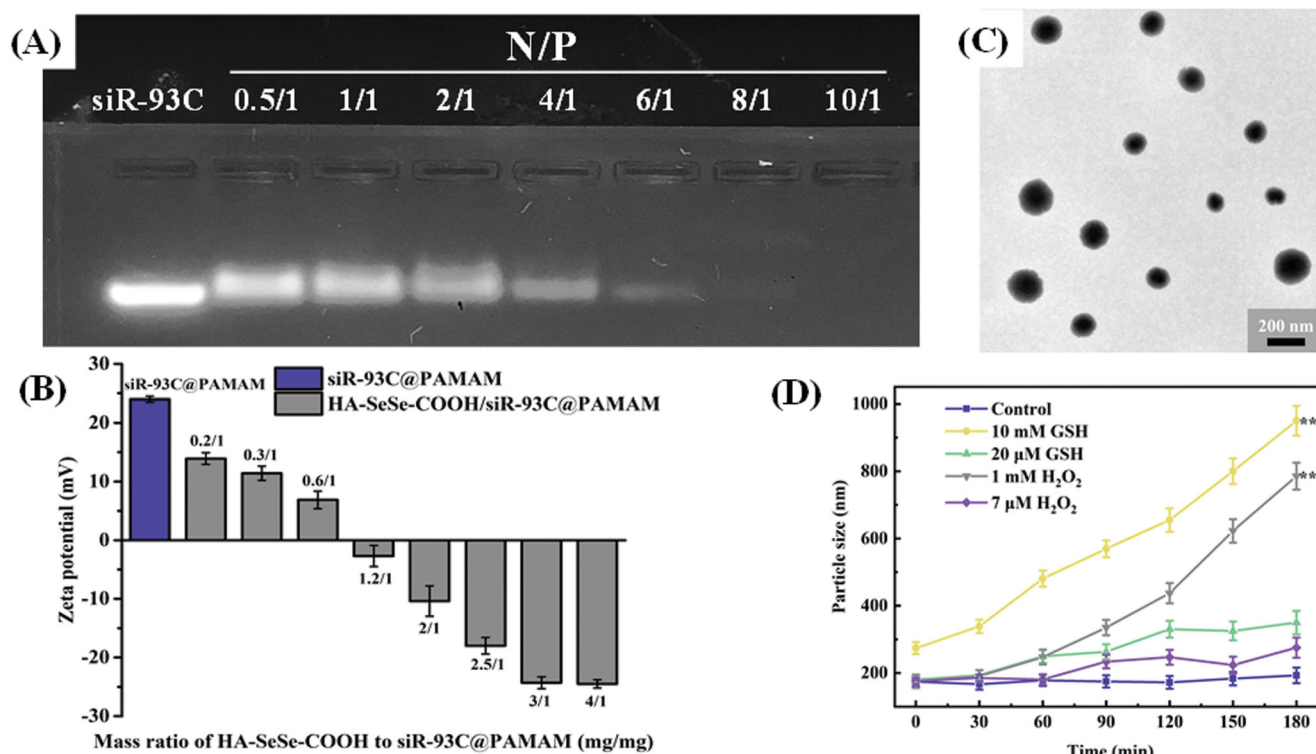 (A)
N/P
siR-93C 0.5/1 1/1 2/1 4/1 6/1 8/1 10/1
(C)
200 nm
(B)
30
20
10
0
-10
-20
-30
Zeta potential (mV)
siR-93C@PAMAM
siR-93C@PAMAM
HA-SeSe-COOH/siR-93C@PAMAM
0.2/1
0.3/1
0.6/1
1.2/1
2/1
2.5/1
3/1
4/1
Mass ratio of HA-SeSe-COOH to siR-93C@PAMAM (mg/mg)
(D)
1000
800
600
400
200
Particle size (nm)
Control
10 mM GSH
20 µM GSH
1 mM H₂O₂
7 µM H₂O₂
**
**
0 30 60 90 120 150 180
Time (min)